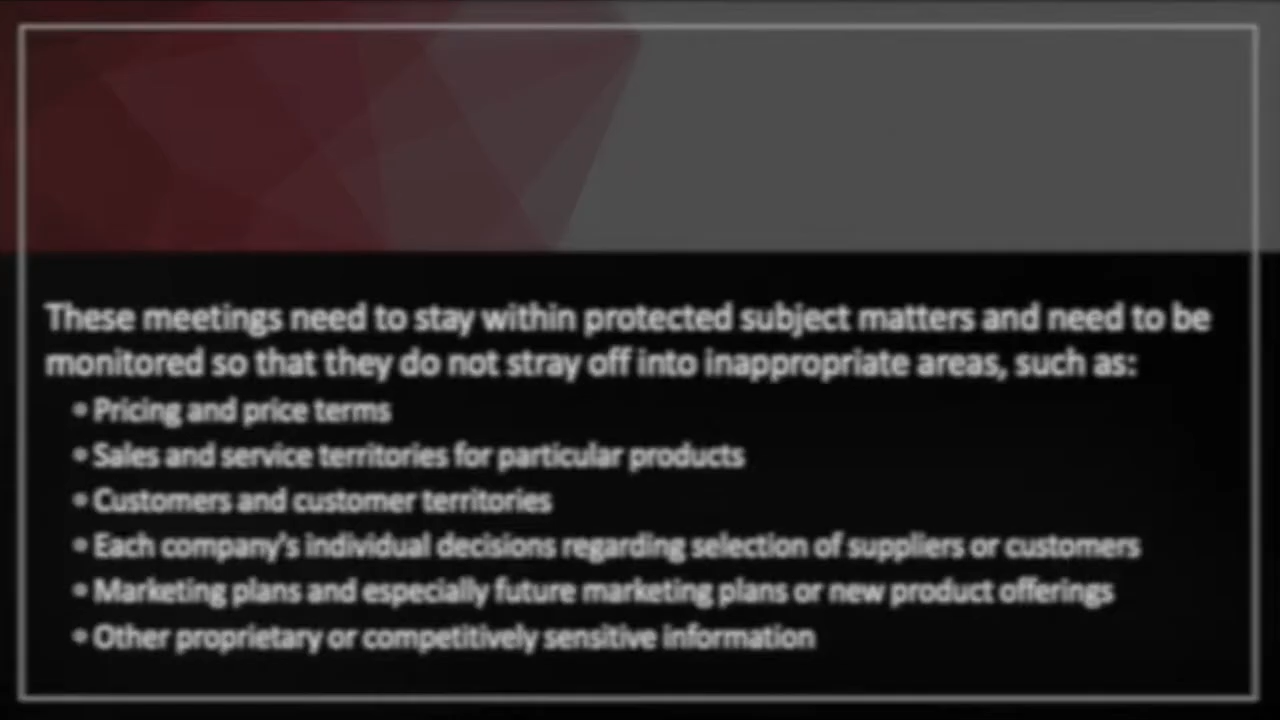 These meetings need to stay within protected subject matters and need to be
monitored so that they do not stray off into inappropriate areas, such as:
• Pricing and price terms
• Sales and service territories for particular products
• Customers and customer territories
• Each company's individual decisions regarding selection of suppliers or customers
• Marketing plans and especially future marketing plans or new product offerings
• Other proprietary or competitively sensitive information